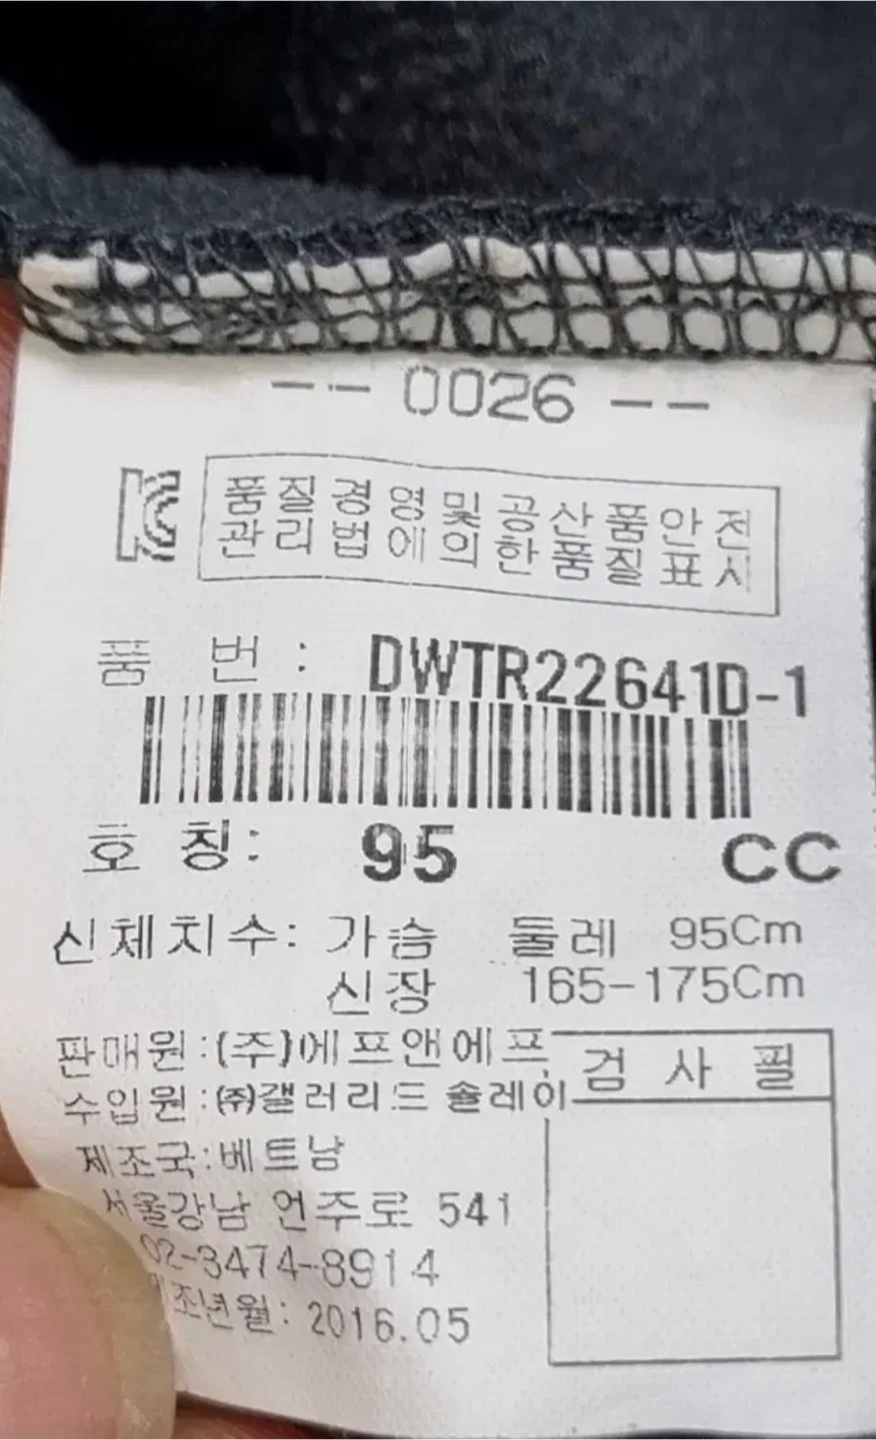 -- 0026 --
품질경영및공산품안전
관리법에의한품질표시
품 번 : DWTR22641D-1
호 칭: 95 CC
신체치수: 가슴 둘레 95Cm
신장 165-175Cm
판매원:(주)에프앤에프
검 사 필
수입원:㈜갤러리드 솔레이
제조국:베트남
서울강남 언주로 541
02-3474-8914
제조년월: 2016.05